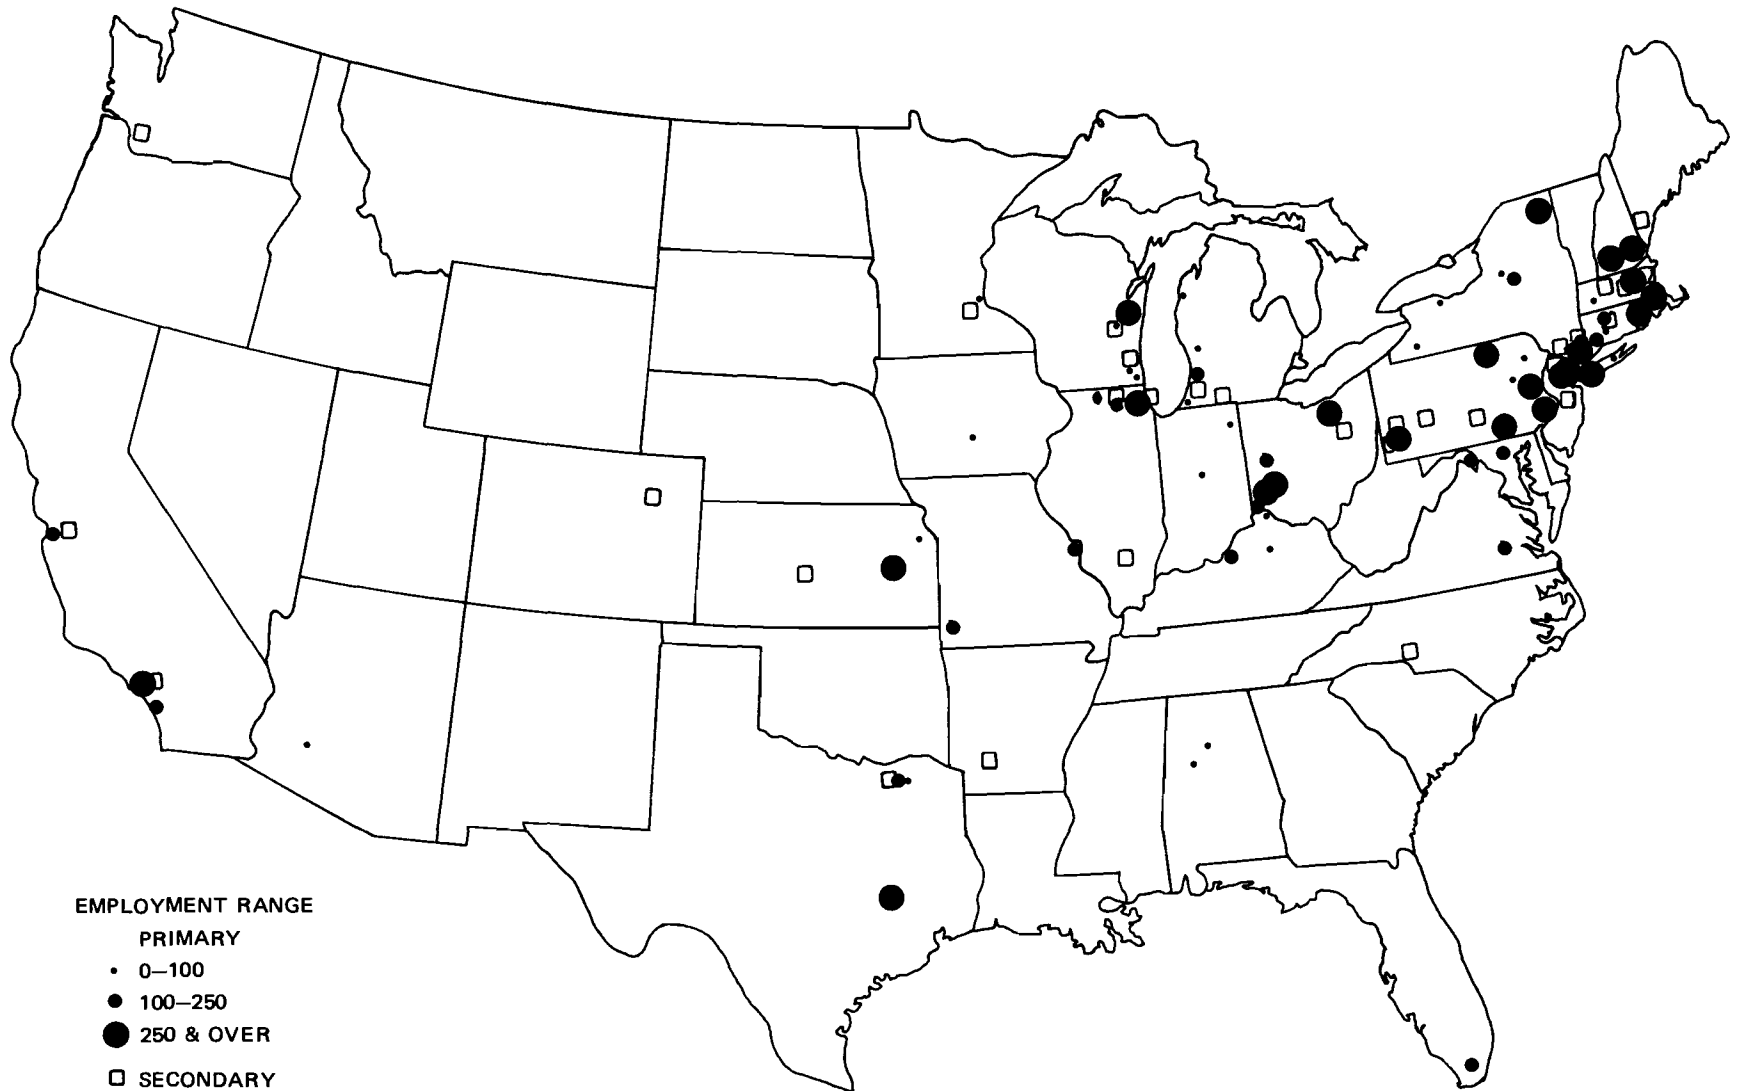 EMPLOYMENT RANGE
PRIMARY
0–100
100–250
250 & OVER
SECONDARY